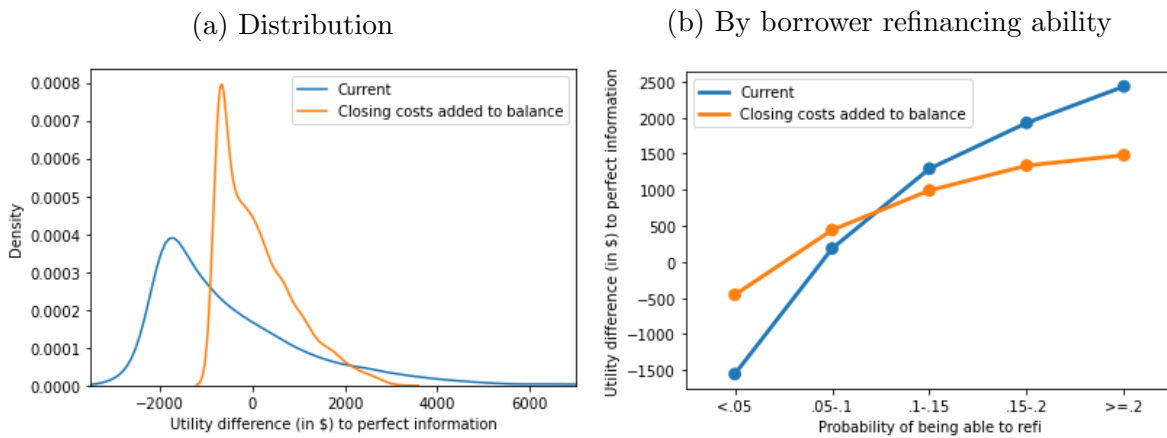 (a) Distribution
Current
Closing costs added to balance
0.0008
0.0007
0.0006
0.0005
0.0004
0.0003
0.0002
0.0001
0.0000
Density
−2000 0 2000 4000 6000
Utility difference (in $) to perfect information
(b) By borrower refinancing ability
Current
Closing costs added to balance
2500
2000
1500
1000
500
0
−500
−1000
−1500
Utility difference (in $) to perfect information
<.05 .05-.1 .1-.15 .15-.2 >=.2
Probability of being able to refi